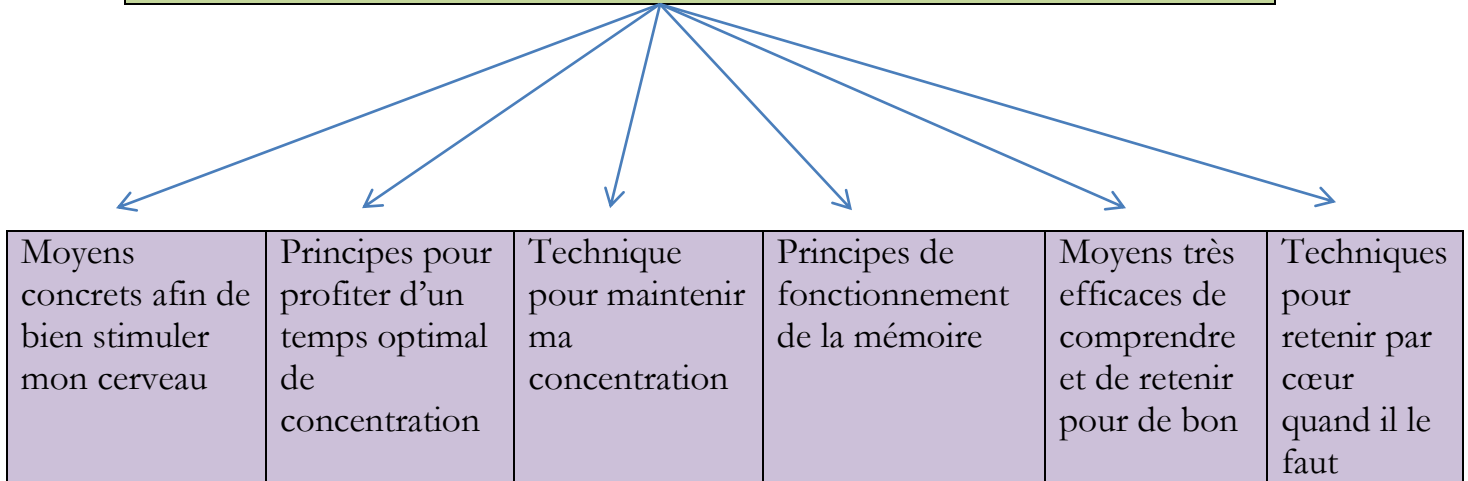 Moyens
concrets afin de
bien stimuler
mon cerveau
Principes pour
profiter d'un
temps optimal
de
concentration
Technique
pour maintenir
ma
concentration
Principes de
fonctionnement
de la mémoire
Moyens très
efficaces de
comprendre
et de retenir
pour de bon
Techniques
pour
retenir par
cœur
quand il le
faut